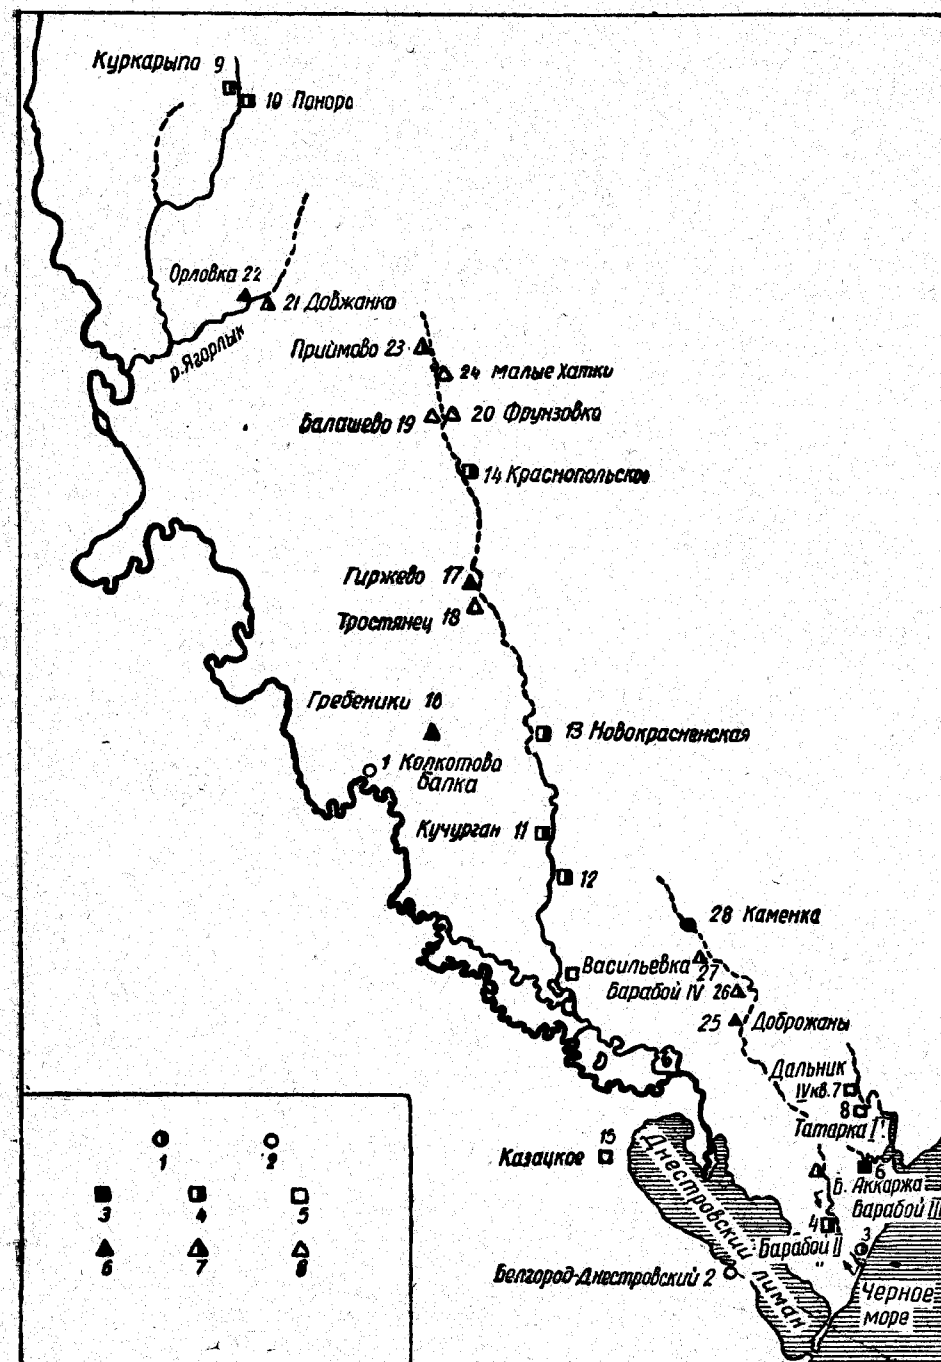 Куркарыпа 9
10 Понора
Орловка 22
21 Довжанка
р. Ягорлык
Приймово 23
24 Малые Хатки
Балашево 19
20 Фрунзовка
14 Краснопольское
Гиржево 17
Тростянец 18
Гребеники 16
13 Новокрасненская
1 Колкотова
Балка
Кучурган 11
12
28 Каменка
Васильевка 27
Барабой IV 26
25 Доброжаны
Дальник
IV кв. 7
8
Татарка I
15
Казацкое
Днестровский лиман
6
Б. Аккаржа
Барабой III
4
3
Барабой II
Белгород-Днестровский 2
Черное
море
1 2
3 4 5
6 7 8